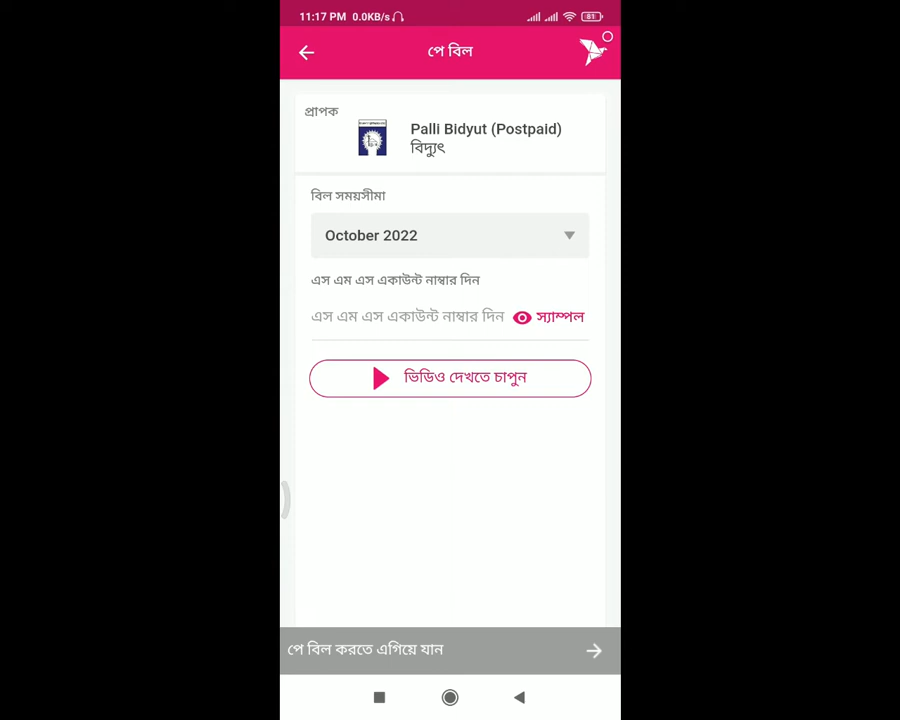 11:17 PM 0.0KB/s 81
পে বিল
প্রাপক
Palli Bidyut (Postpaid)
বিদ্যুৎ
বিল সময়সীমা
October 2022
এস এম এস একাউন্ট নাম্বার দিন
এস এম এস একাউন্ট নাম্বার দিন স্যাম্পল
ভিডিও দেখতে চাপুন
পে বিল করতে এগিয়ে যান